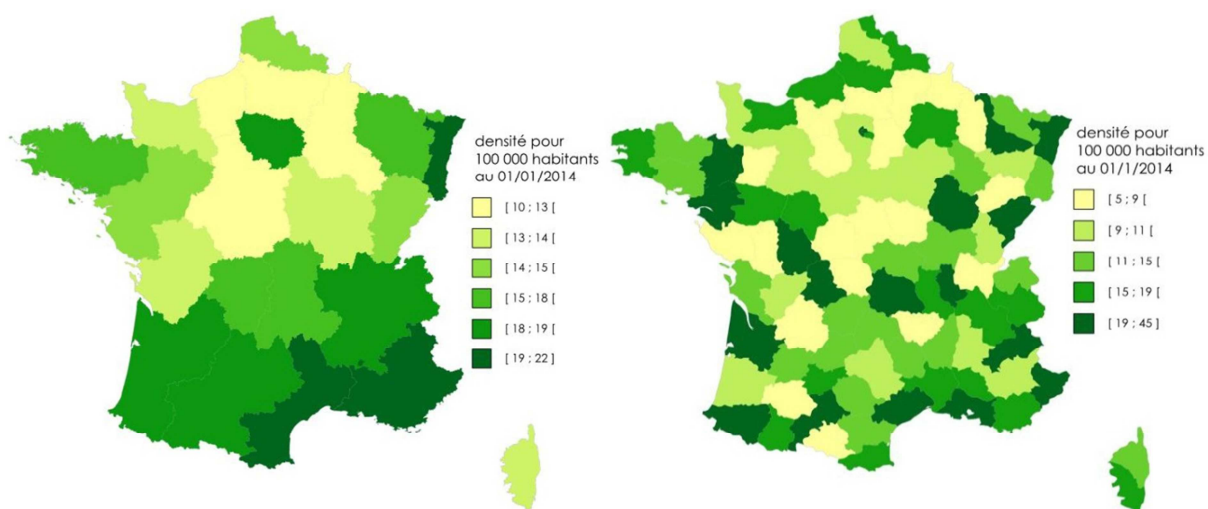 densité pour
100 000 habitants
au 01/01/2014
[ 10 ; 13 [
[ 13 ; 14 [
[ 14 ; 15 [
[ 15 ; 18 [
[ 18 ; 19 [
[ 19 ; 22 ]
densité pour
100 000 habitants
au 01/1/2014
[ 5 ; 9 [
[ 9 ; 11 [
[ 11 ; 15 [
[ 15 ; 19 [
[ 19 ; 45 ]